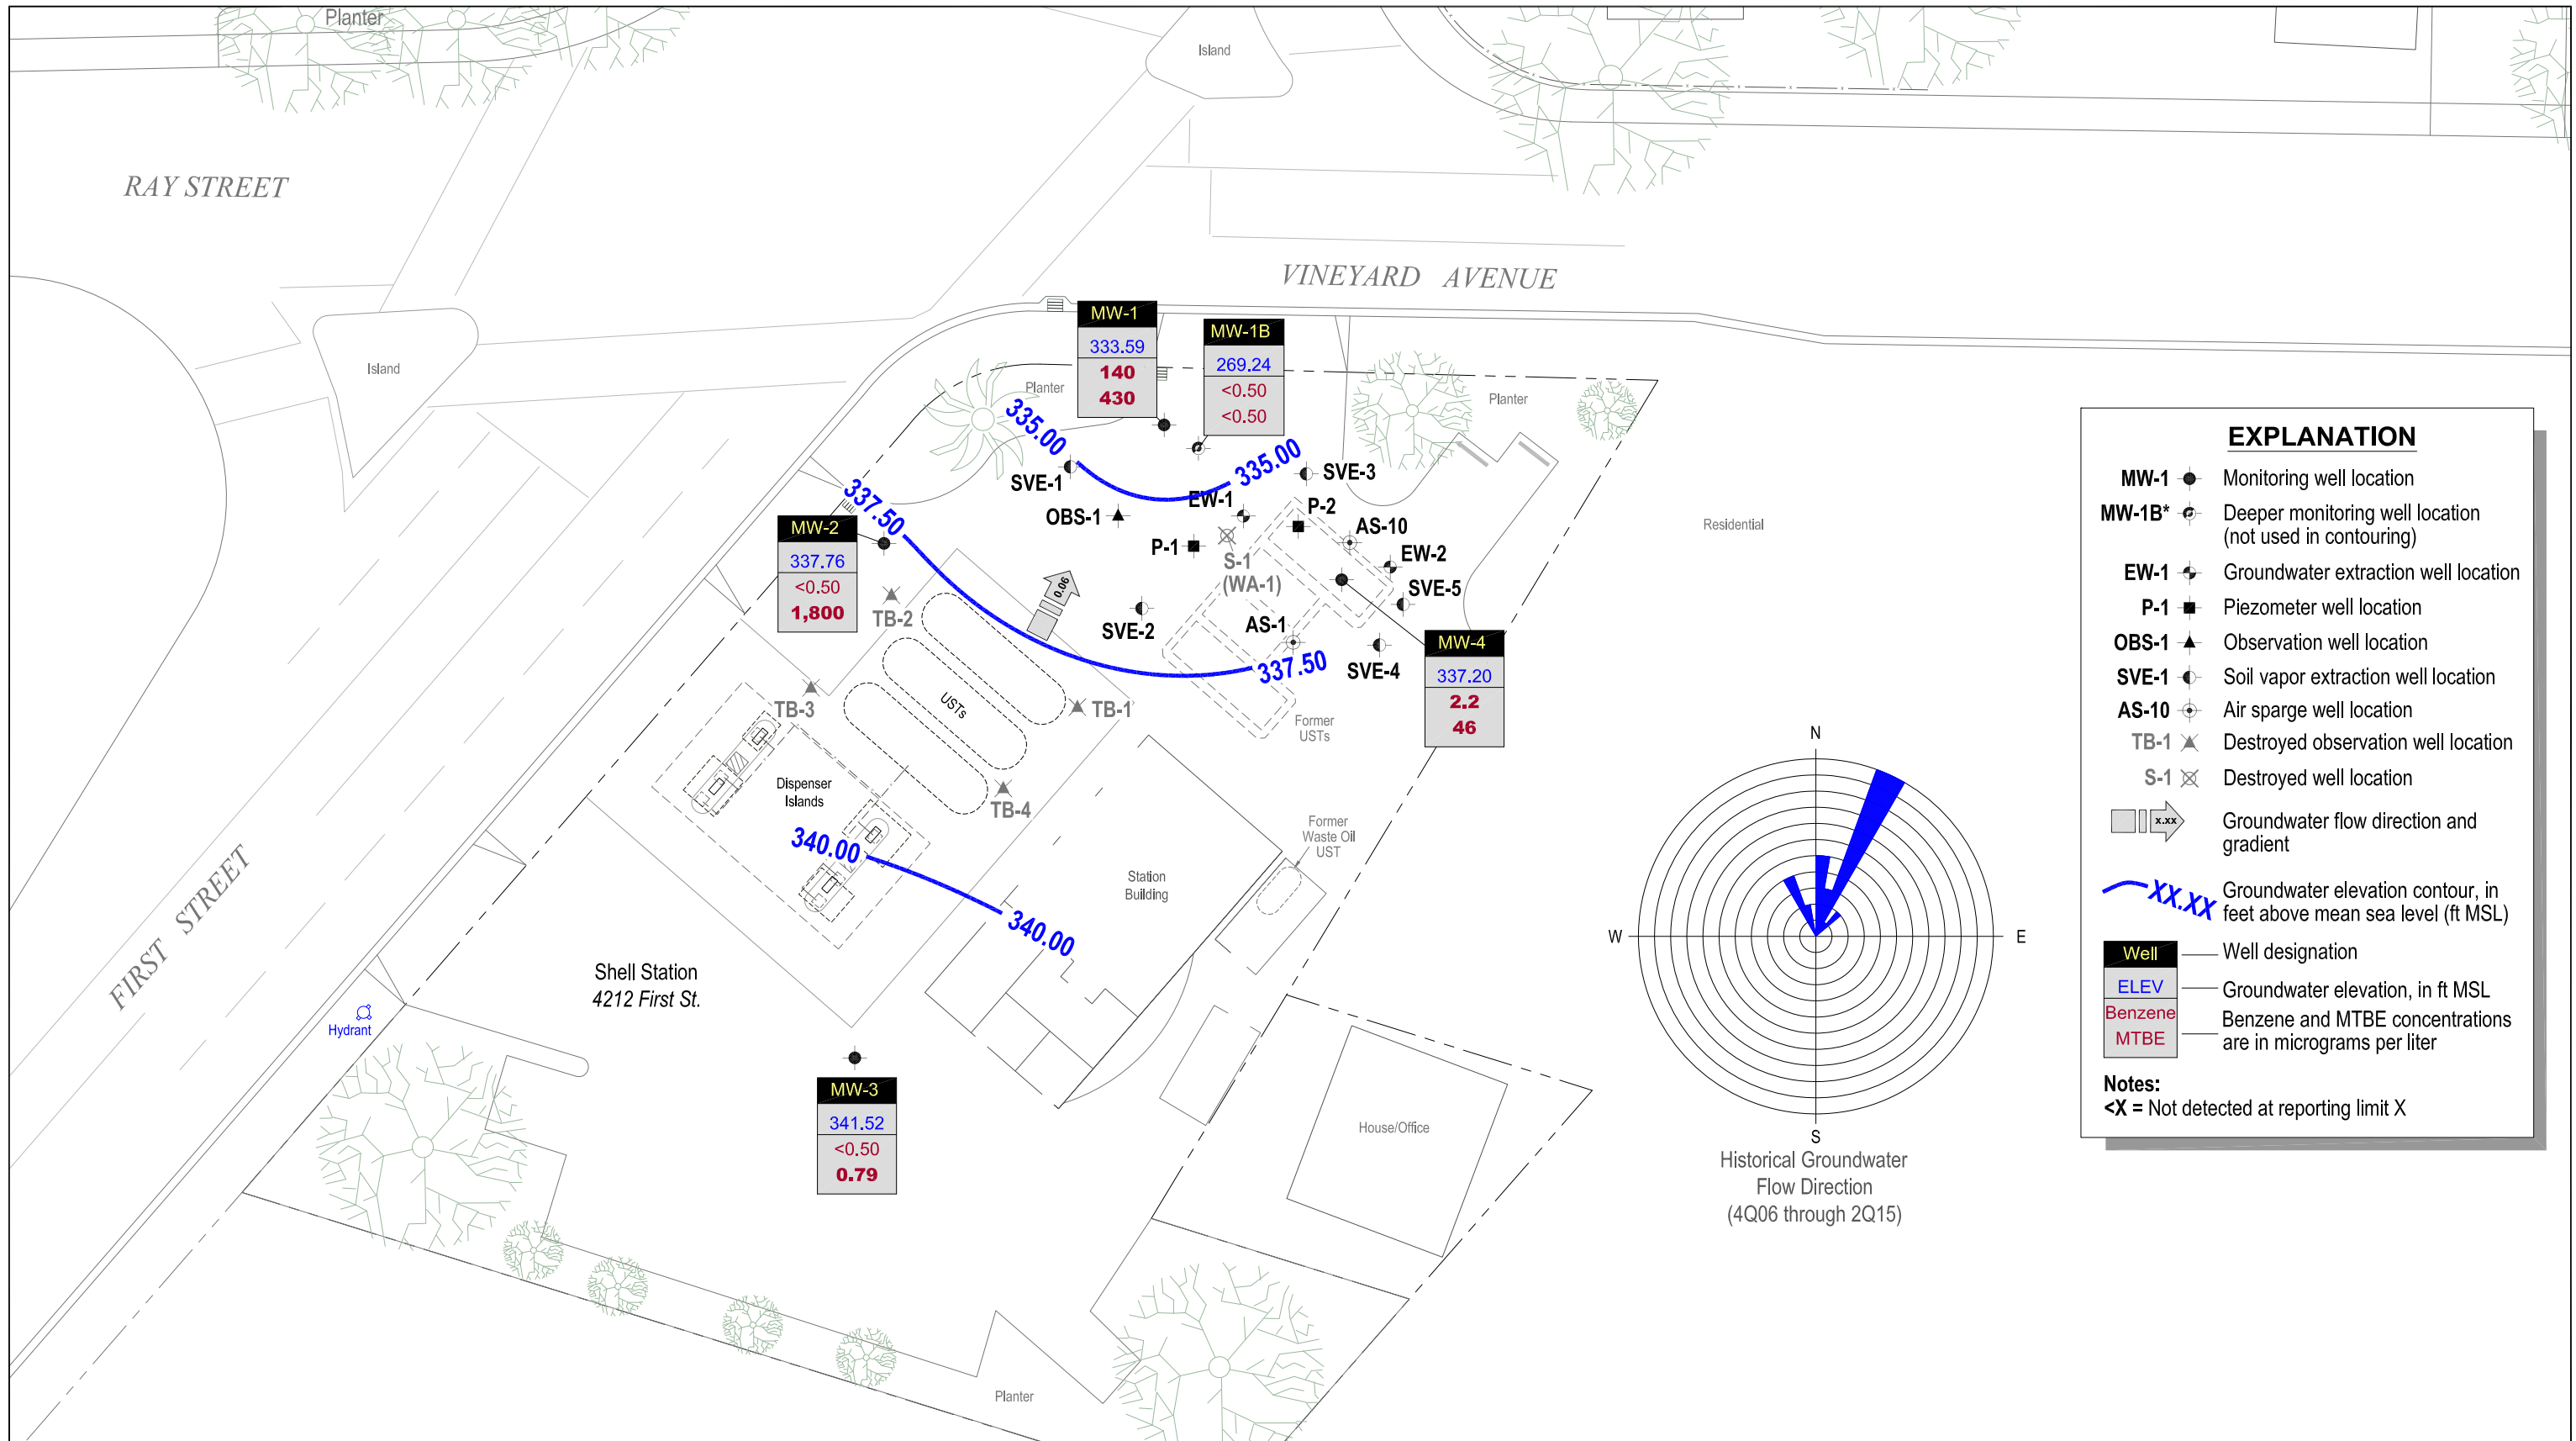 Planter
Island
RAY STREET
VINEYARD AVENUE
Island
MW-1
333.59
140
430
MW-1B
269.24
<0.50
<0.50
Planter
Planter
335.00
335.00
SVE-1
SVE-3
337.50
EW-1
OBS-1
P-2
AS-10
P-1
S-1
(WA-1)
EW-2
SVE-5
MW-2
337.76
<0.50
1,800
TB-2
0.06
SVE-2
AS-1
SVE-4
337.50
MW-4
337.20
2.2
46
Residential
TB-3
USTs
TB-1
Former
USTs
Dispenser
Islands
TB-4
340.00
340.00
Station
Building
Former
Waste Oil
UST
FIRST STREET
Shell Station
4212 First St.
Hydrant
MW-3
341.52
<0.50
0.79
House/Office
Planter
N
W
E
S
Historical Groundwater
Flow Direction
(4Q06 through 2Q15)
EXPLANATION
MW-1 Monitoring well location
MW-1B* Deeper monitoring well location
(not used in contouring)
EW-1 Groundwater extraction well location
P-1 Piezometer well location
OBS-1 Observation well location
SVE-1 Soil vapor extraction well location
AS-10 Air sparge well location
TB-1 Destroyed observation well location
S-1 Destroyed well location
x.xx Groundwater flow direction and
gradient
XX.XX Groundwater elevation contour, in
feet above mean sea level (ft MSL)
Well Well designation
ELEV Groundwater elevation, in ft MSL
Benzene Benzene and MTBE concentrations
MTBE are in micrograms per liter
Notes:
<X = Not detected at reporting limit X